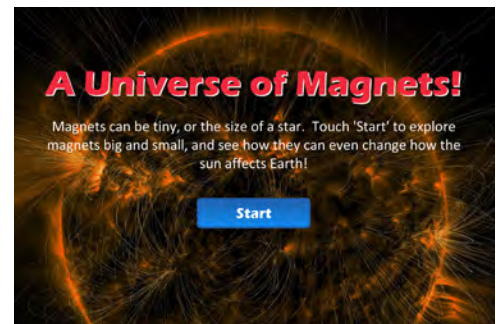 A Universe of Magnets!
Magnets can be tiny, or the size of a star.  Touch 'Start' to explore
magnets big and small, and see how they can even change how the
sun affects Earth!
Start